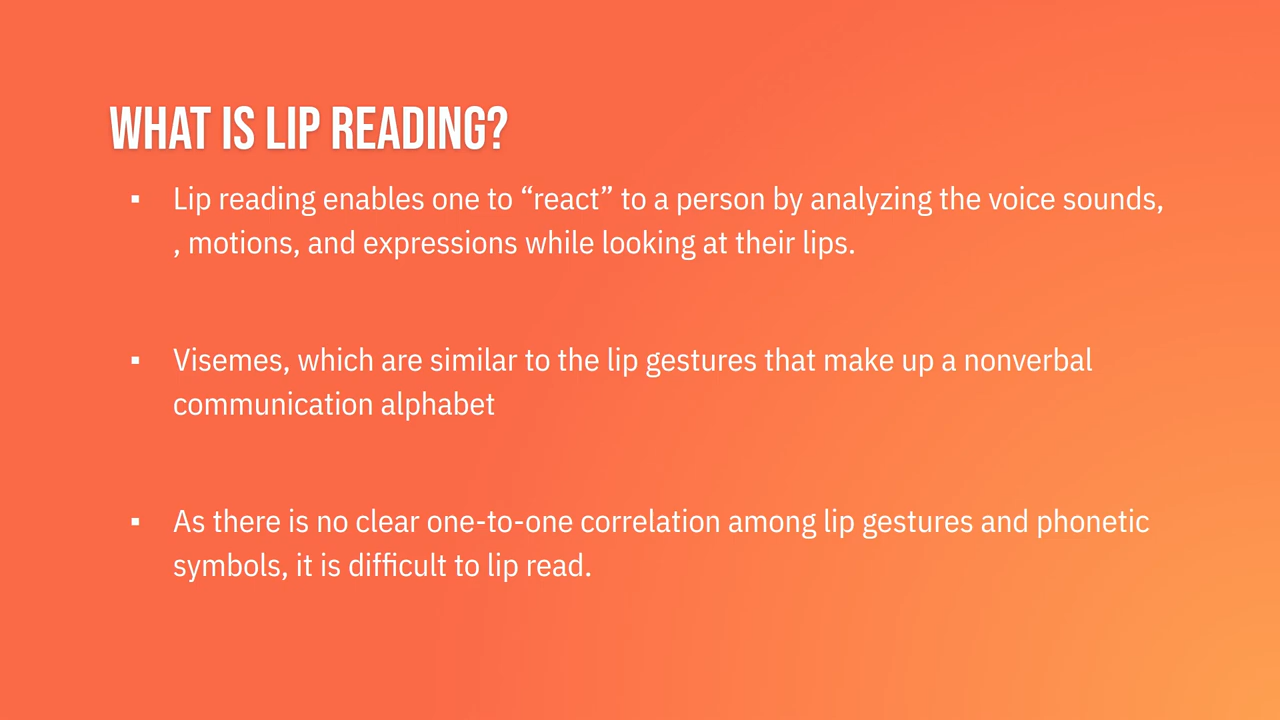 WHAT IS LIP READING?
▪ Lip reading enables one to “react” to a person by analyzing the voice sounds,
, motions, and expressions while looking at their lips.
▪ Visemes, which are similar to the lip gestures that make up a nonverbal
communication alphabet
▪ As there is no clear one-to-one correlation among lip gestures and phonetic
symbols, it is difficult to lip read.